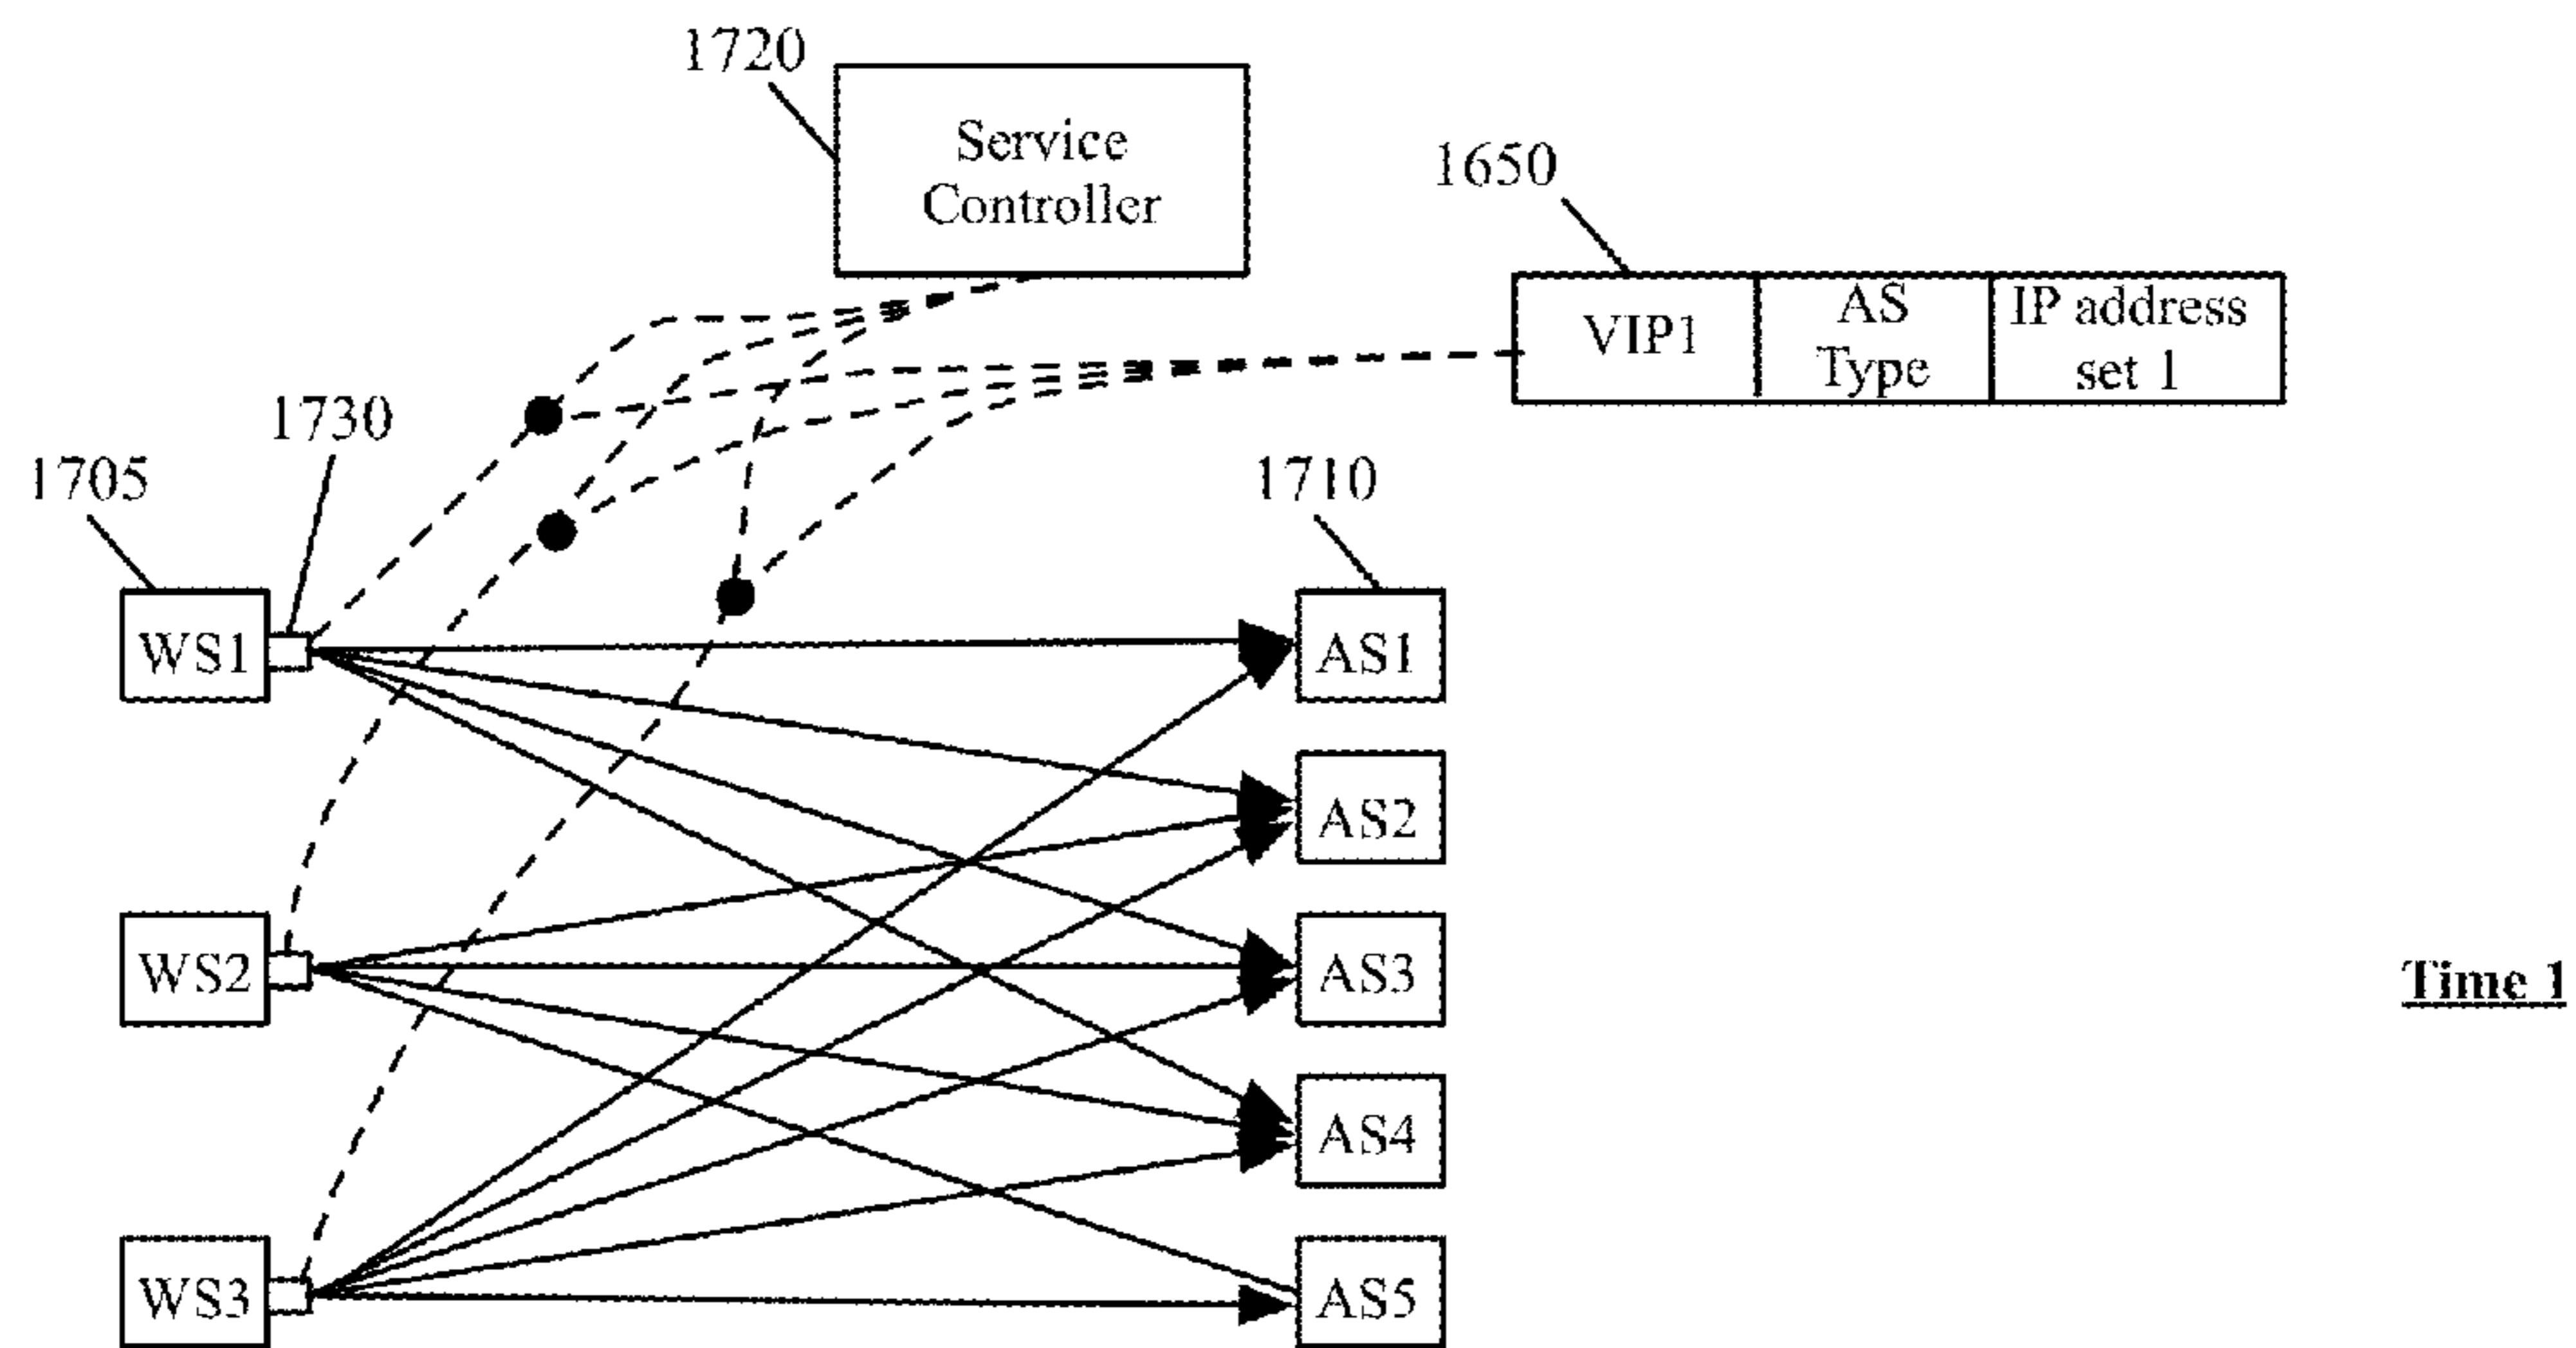 1720
Service
Controller
1650
VIP1
AS
Type
IP address
set 1
1730
1705
1710
WS1
AS1
AS2
WS2
AS3
Time 1
AS4
WS3
AS5